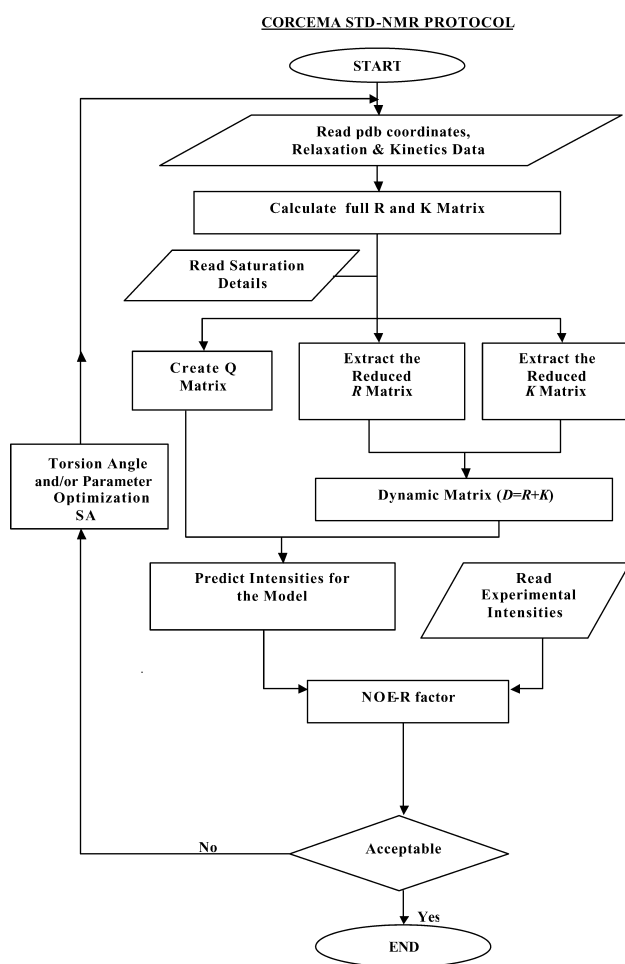 CORCEMA STD-NMR PROTOCOL
START
Read pdb coordinates,
Relaxation & Kinetics Data
Calculate full R and K Matrix
Read Saturation
Details
Create Q
Matrix
Extract the
Reduced
R Matrix
Extract the
Reduced
K Matrix
Torsion Angle
and/or Parameter
Optimization
SA
Dynamic Matrix (D=R+K)
Predict Intensities for
the Model
Read
Experimental
Intensities
NOE-R factor
No
Acceptable
Yes
END